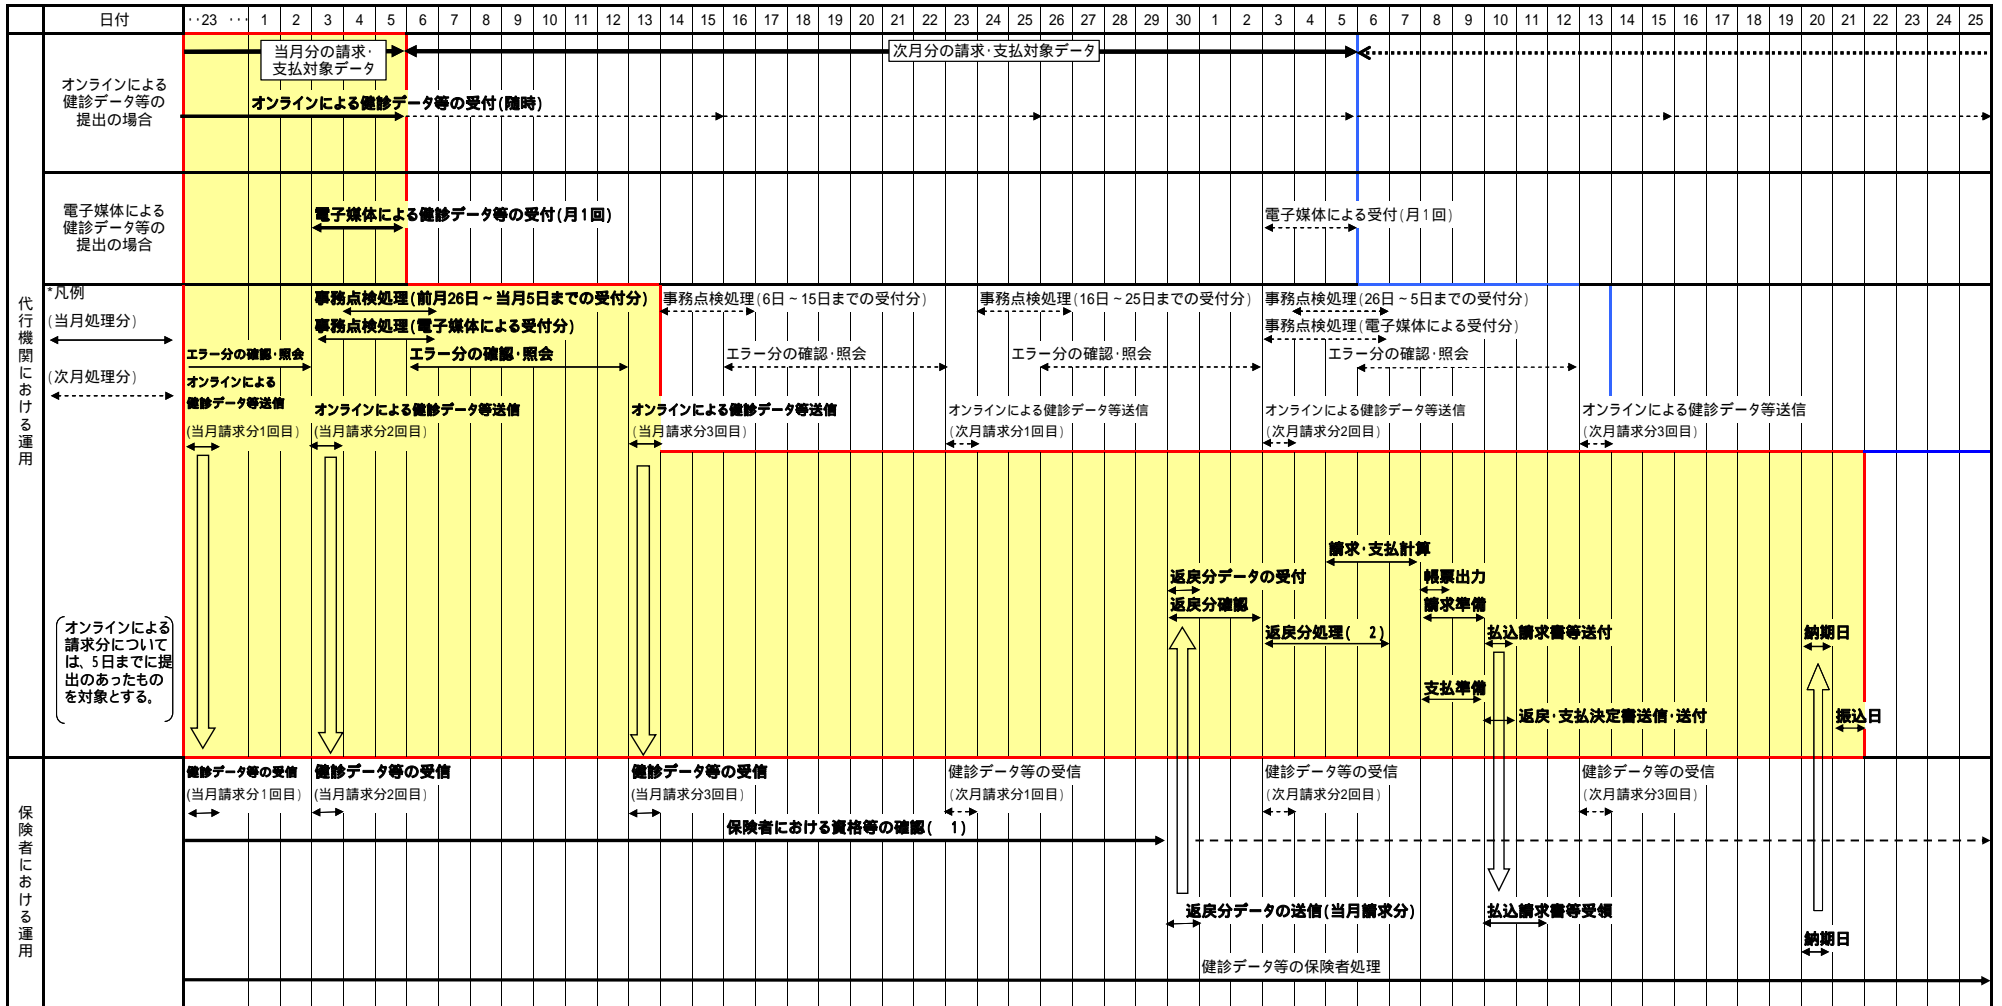 日付 ‥23 … 1 2 3 4 5 6 7 8 9 10 11 12 13 14 15 16 17 18 19 20 21 22 23 24 25 26 27 28 29 30 1 2 3 4 5 6 7 8 9 10 11 12 13 14 15 16 17 18 19 20 21 22 23 24 25
代行機関における運用
オンラインによる
健診データ等の
提出の場合
当月分の請求・
支払対象データ
次月分の請求・支払対象データ
オンラインによる健診データ等の受付(随時)
電子媒体による
健診データ等の
提出の場合
電子媒体による健診データ等の受付(月1回)
電子媒体による受付(月1回)
*凡例
(当月処理分)
(次月処理分)
事務点検処理(前月26日～当月5日までの受付分)
事務点検処理(6日～15日までの受付分)
事務点検処理(16日～25日までの受付分)
事務点検処理(26日～5日までの受付分)
事務点検処理(電子媒体による受付分)
事務点検処理(電子媒体による受付分)
エラー分の確認・照会
エラー分の確認・照会
エラー分の確認・照会
エラー分の確認・照会
エラー分の確認・照会
オンラインによる
健診データ等送信
(当月請求分1回目)
オンラインによる健診データ等送信
(当月請求分2回目)
オンラインによる健診データ等送信
(当月請求分3回目)
オンラインによる健診データ等送信
(次月請求分1回目)
オンラインによる健診データ等送信
(次月請求分2回目)
オンラインによる健診データ等送信
(次月請求分3回目)
オンラインによる
請求分について
は、5日までに提
出のあったもの
を対象とする。
請求・支払計算
返戻分データの受付
帳票出力
返戻分確認
請求準備
返戻分処理( 2)
払込請求書等送付
納期日
支払準備
返戻・支払決定書送信・送付
振込日
保険者における運用
健診データ等の受信
(当月請求分1回目)
健診データ等の受信
(当月請求分2回目)
健診データ等の受信
(当月請求分3回目)
健診データ等の受信
(次月請求分1回目)
健診データ等の受信
(次月請求分2回目)
健診データ等の受信
(次月請求分3回目)
保険者における資格等の確認( 1)
返戻分データの送信(当月請求分)
払込請求書等受領
納期日
健診データ等の保険者処理